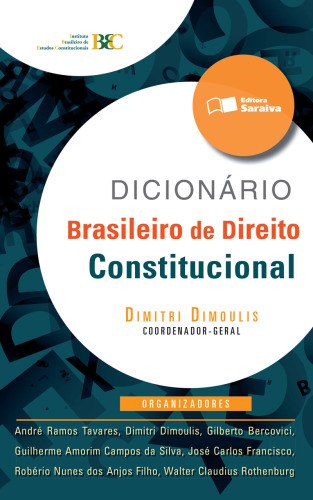 Instituto
Brasileiro de
Estudos Constitucionais
IBEC
Editora
Saraiva
DICIONÁRIO
Brasileiro de Direito
Constitucional
DIMITRI DIMOULIS
COORDENADOR-GERAL
ORGANIZADORES
André Ramos Tavares, Dimitri Dimoulis, Gilberto Bercovici,
Guilherme Amorim Campos da Silva, José Carlos Francisco,
Robério Nunes dos Anjos Filho, Walter Claudius Rothenburg